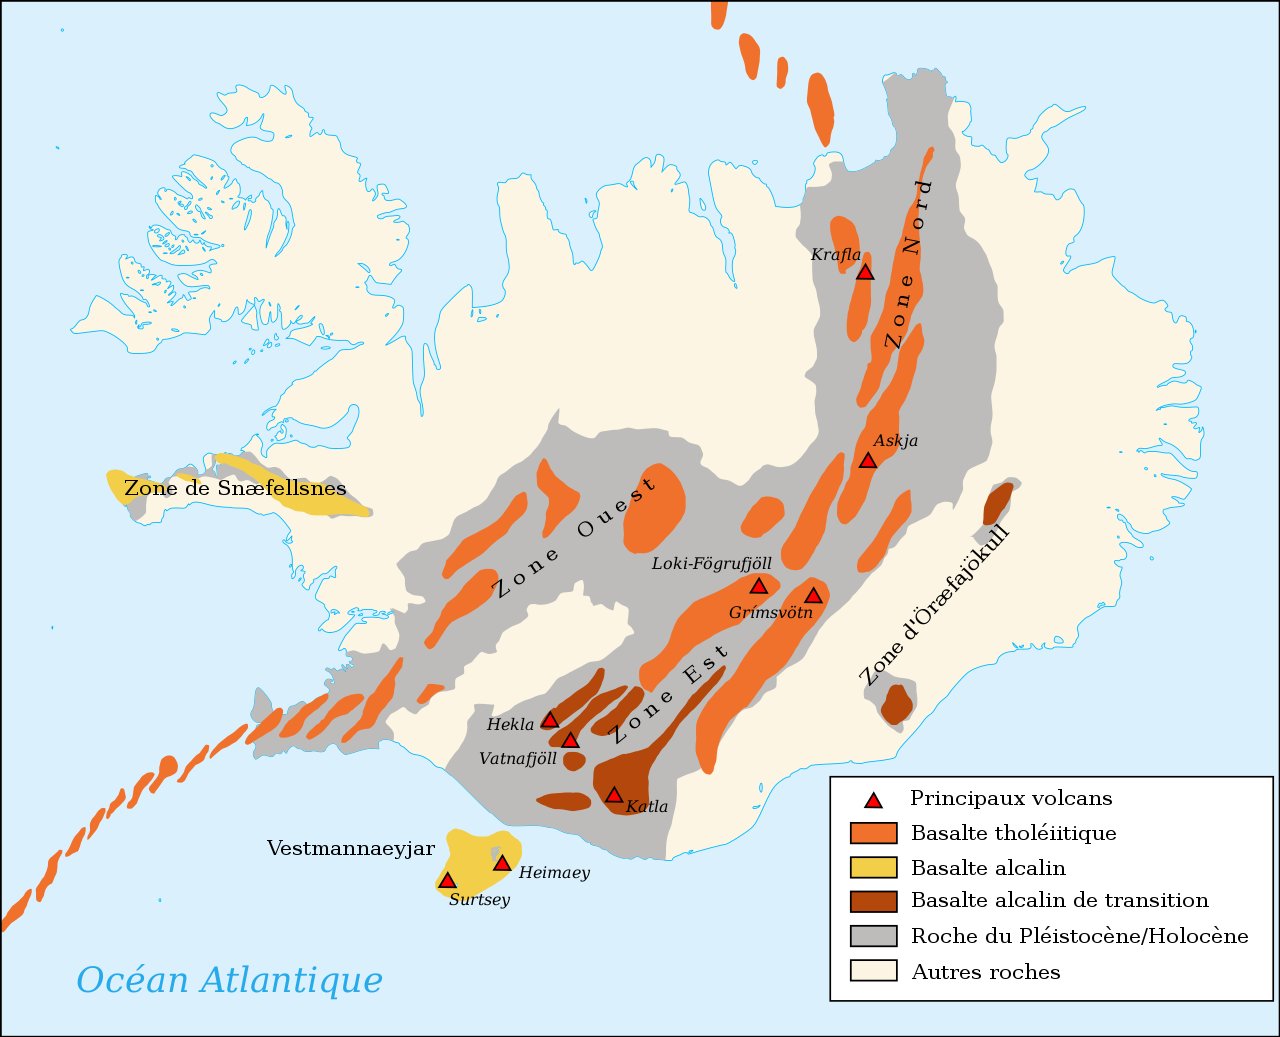 Krafla
Zone Nord
Askja
Zone de Snæfellsnes
Zone Ouest
Loki-Fögrufjöll
Grímsvötn
Zone d'Öræfajökull
Zone Est
Hekla
Vatnafjöll
Katla
Vestmannaeyjar
Heimaey
Surtsey
Océan Atlantique
Principaux volcans
Basalte tholéiitique
Basalte alcalin
Basalte alcalin de transition
Roche du Pléistocène/Holocène
Autres roches